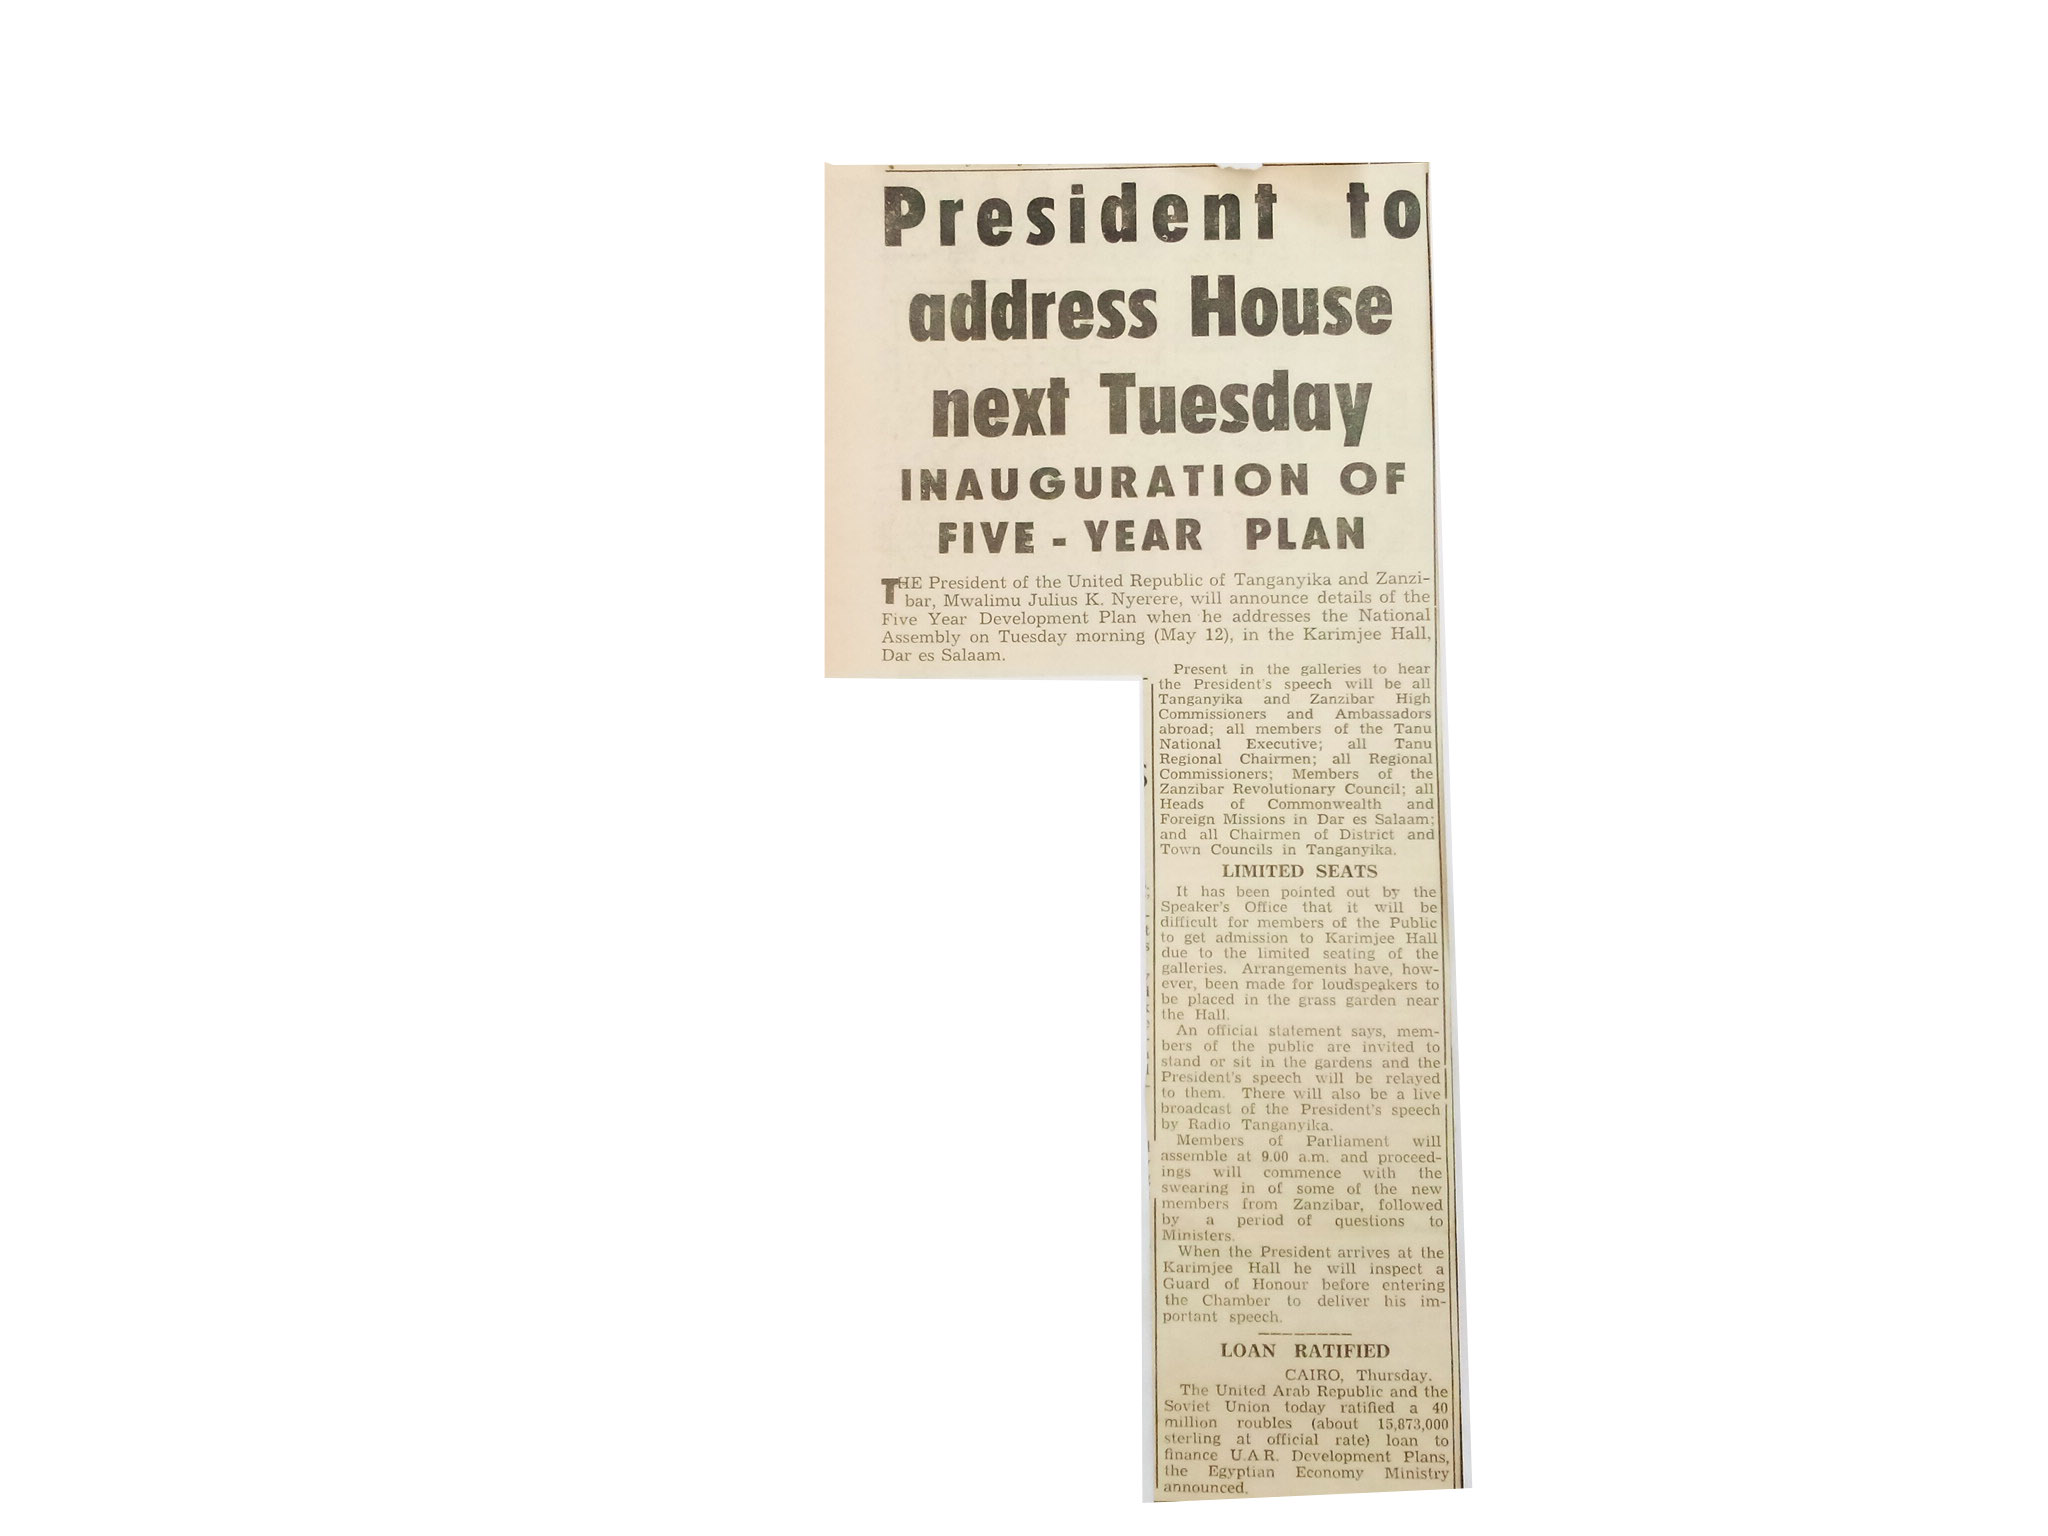 President to
address House
next Tuesday
INAUGURATION OF
FIVE - YEAR PLAN
THE President of the United Republic of Tanganyika and Zanzi-
bar, Mwalimu Julius K. Nyerere, will announce details of the
Five Year Development Plan when he addresses the National
Assembly on Tuesday morning (May 12), in the Karimjee Hall,
Dar es Salaam.
Present in the galleries to hear
the President's speech will be all
Tanganyika and Zanzibar High
Commissioners and Ambassadors
abroad; all members of the Tanu
National Executive; all Tanu
Regional Chairmen; all Regional
Commissioners; Members of the
Zanzibar Revolutionary Council; all
Heads of Commonwealth and
Foreign Missions in Dar es Salaam;
and all Chairmen of District and
Town Councils in Tanganyika.
LIMITED SEATS
It has been pointed out by the
Speaker's Office that it will be
difficult for members of the Public
to get admission to Karimjee Hall
due to the limited seating of the
galleries. Arrangements have, how-
ever, been made for loudspeakers to
be placed in the grass garden near
the Hall.
An official statement says, mem-
bers of the public are invited to
stand or sit in the gardens and the
President's speech will be relayed
to them. There will also be a live
broadcast of the President's speech
by Radio Tanganyika.
Members of Parliament will
assemble at 9.00 a.m. and proceed-
ings will commence with the
swearing in of some of the new
members from Zanzibar, followed
by a period of questions to
Ministers.
When the President arrives at the
Karimjee Hall he will inspect a
Guard of Honour before entering
the Chamber to deliver his im-
portant speech.
LOAN RATIFIED
CAIRO, Thursday.
The United Arab Republic and the
Soviet Union today ratified a 40
million roubles (about 15,873,000
sterling at official rate) loan to
finance U.A.R. Development Plans,
the Egyptian Economy Ministry
announced.